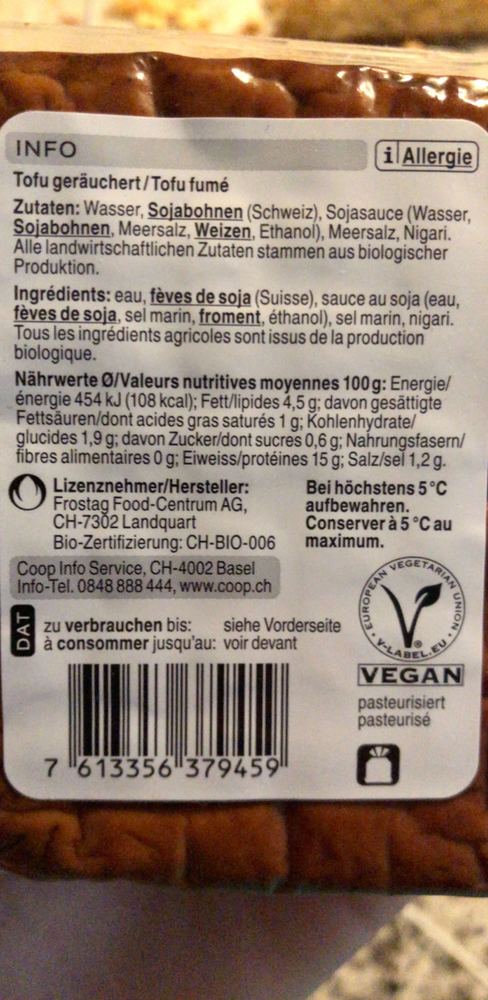 INFO
i Allergie
Tofu geräuchert/Tofu fumé
Zutaten: Wasser, Sojabohnen (Schweiz), Sojasauce (Wasser,
Sojabohnen, Meersalz, Weizen, Ethanol), Meersalz, Nigari.
Alle landwirtschaftlichen Zutaten stammen aus biologischer
Produktion.
Ingrédients: eau, fèves de soja (Suisse), sauce au soja (eau,
fèves de soja, sel marin, froment, éthanol), sel marin, nigari.
Tous les ingrédients agricoles sont issus de la production
biologique.
Nährwerte Ø/Valeurs nutritives moyennes 100 g: Energie/
énergie 454 kJ (108 kcal); Fett/lipides 4,5 g; davon gesättigte
Fettsäuren/dont acides gras saturés 1 g; Kohlenhydrate/
glucides 1,9 g; davon Zucker/dont sucres 0,6 g; Nahrungsfasern/
fibres alimentaires 0 g; Eiweiss/protéines 15 g; Salz/sel 1,2 g.
Lizenznehmer/Hersteller:
Frostag Food-Centrum AG,
CH-7302 Landquart
Bio-Zertifizierung: CH-BIO-006
Bei höchstens 5 °C
aufbewahren.
Conserver à 5 °C au
maximum.
Coop Info Service, CH-4002 Basel
Info-Tel. 0848 888 444, www.coop.ch
DAT
zu verbrauchen bis: siehe Vorderseite
à consommer jusqu'au: voir devant
EUROPEAN VEGETARIAN UNION
V-LABEL.EU
VEGAN
pasteurisiert
pasteurisé
7 613356 379459